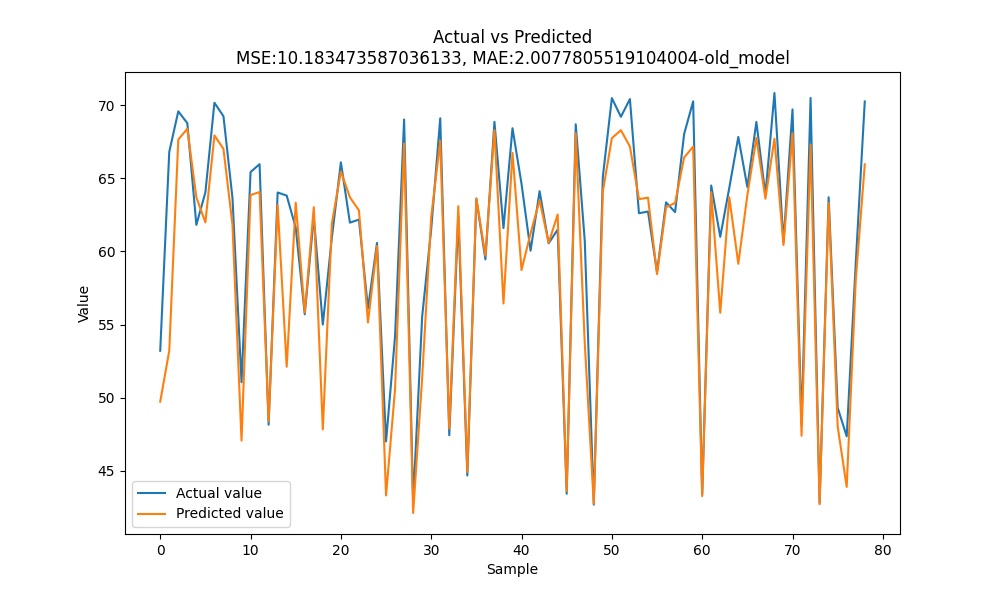 Actual vs Predicted
MSE:10.183473587036133, MAE:2.0077805519104004-old_model
Value
70
65
60
55
50
45
Actual value
Predicted value
0 10 20 30 40 50 60 70 80
Sample